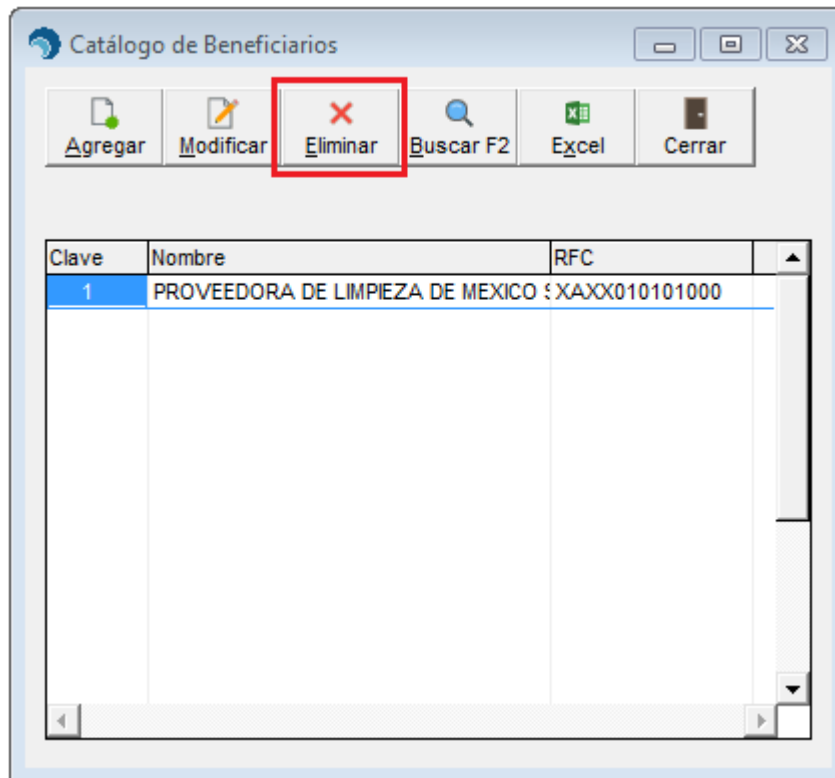 Catálogo de Beneficiarios
Agregar Modificar Eliminar Buscar F2 Excel Cerrar
Clave Nombre RFC
1 PROVEEDORA DE LIMPIEZA DE MEXICO XAXX010101000